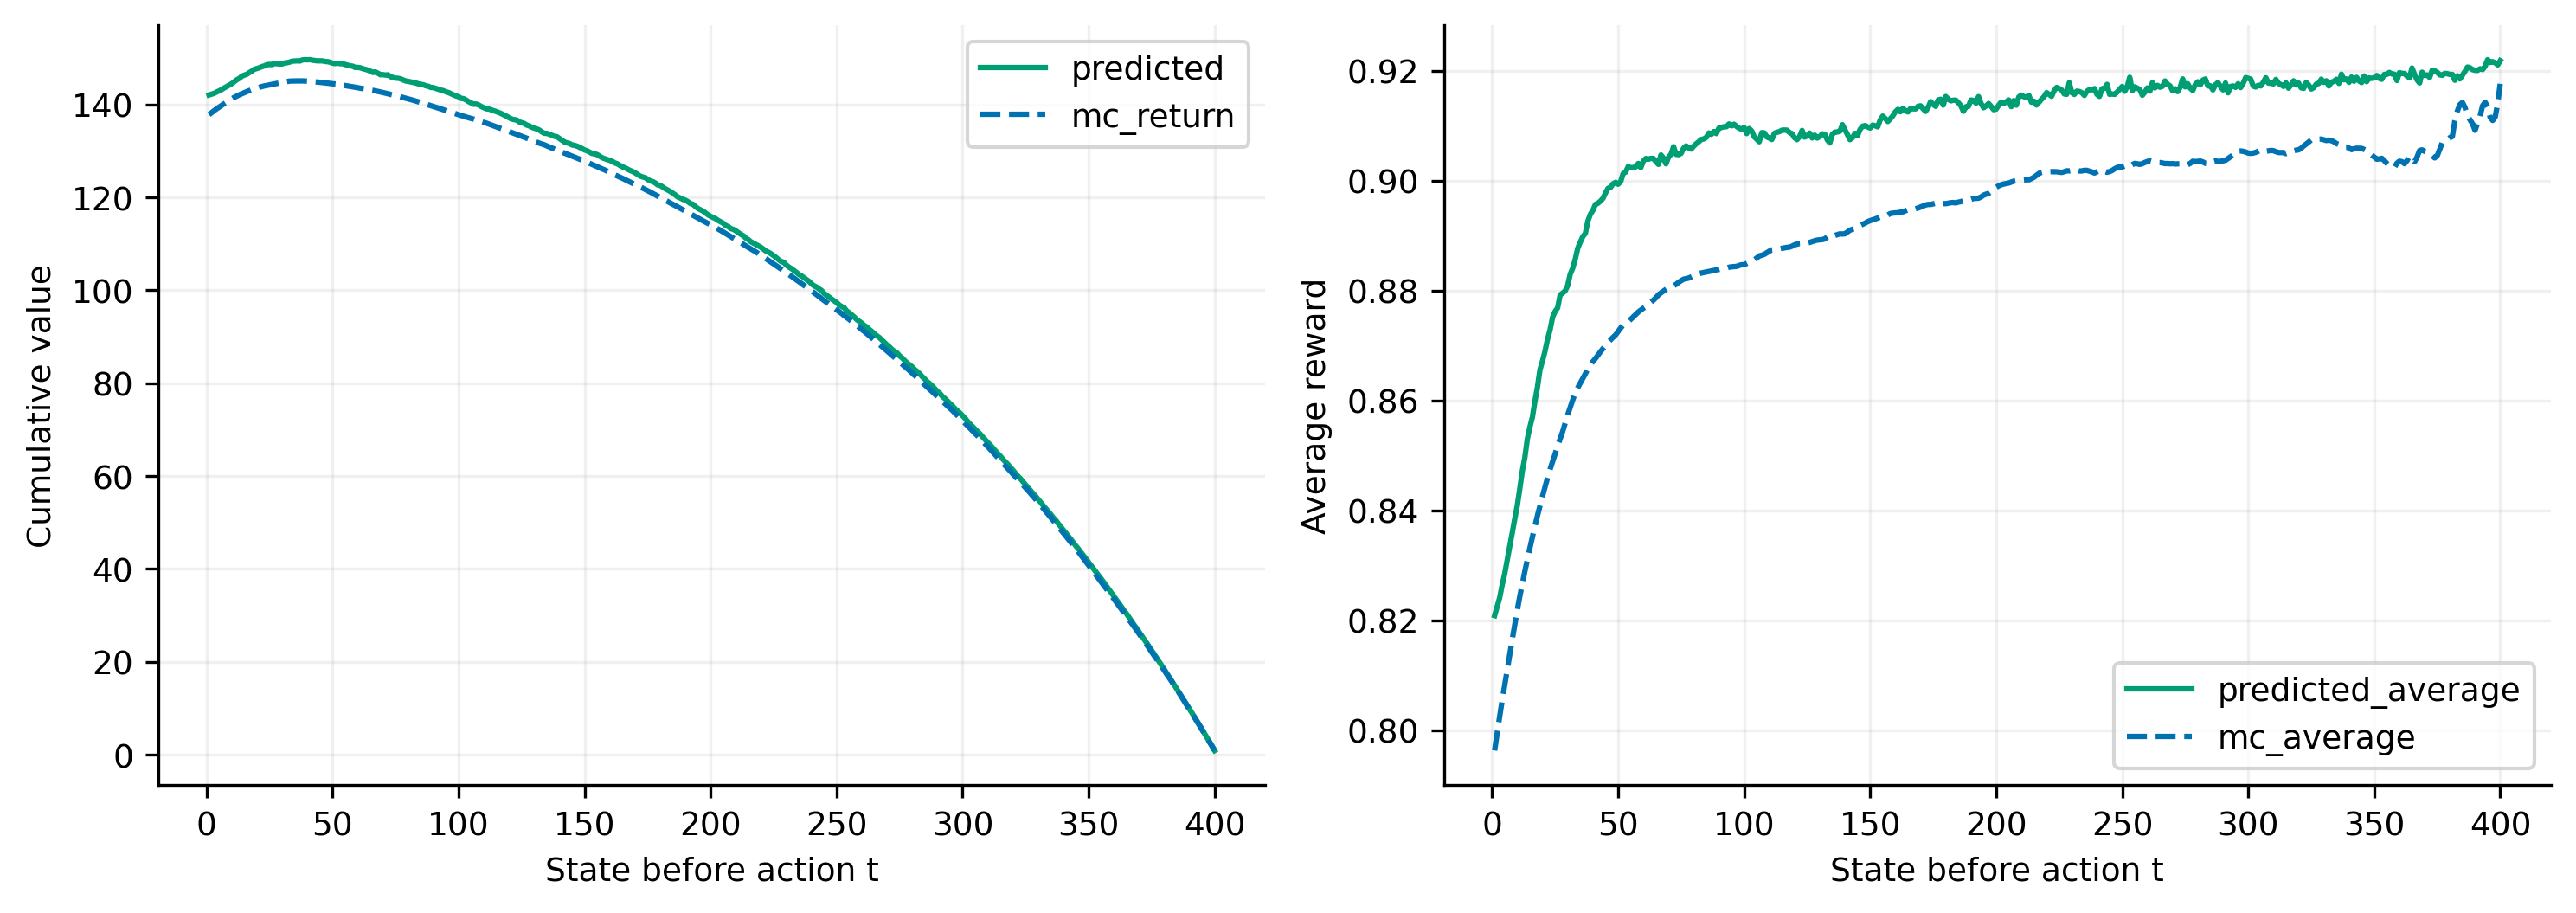 Cumulative value
140
120
100
80
60
40
20
0
0 50 100 150 200 250 300 350 400
State before action t
predicted
mc_return
Average reward
0.92
0.90
0.88
0.86
0.84
0.82
0.80
0 50 100 150 200 250 300 350 400
State before action t
predicted_average
mc_average